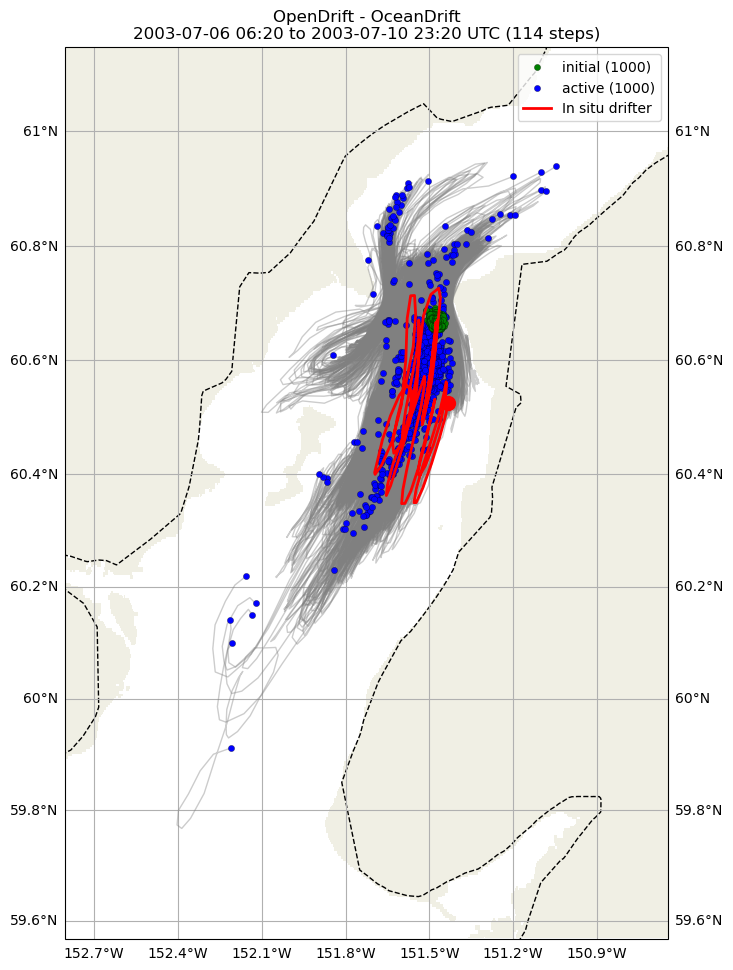 OpenDrift - OceanDrift
2003-07-06 06:20 to 2003-07-10 23:20 UTC (114 steps)
initial (1000)
active (1000)
In situ drifter
61°N 61°N
60.8°N 60.8°N
60.6°N 60.6°N
60.4°N 60.4°N
60.2°N 60.2°N
60°N 60°N
59.8°N 59.8°N
59.6°N 59.6°N
152.7°W 152.4°W 152.1°W 151.8°W 151.5°W 151.2°W 150.9°W